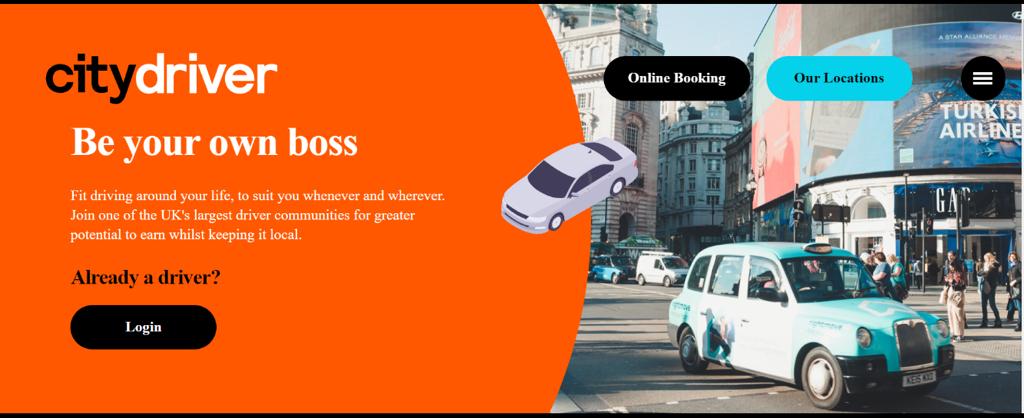 citydriver
Online Booking
Our Locations
Be your own boss
Fit driving around your life, to suit you whenever and wherever.
Join one of the UK's largest driver communities for greater
potential to earn whilst keeping it local.
Already a driver?
Login
A STAR ALLIANCE
TURKISH
AIRLINE
GAP
rightmove